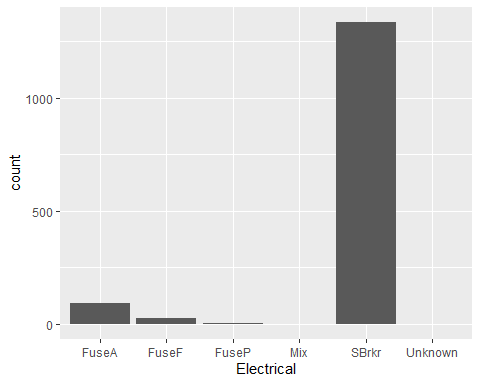 count
1000
500
0
FuseA FuseF FuseP Mix SBrkr Unknown
Electrical